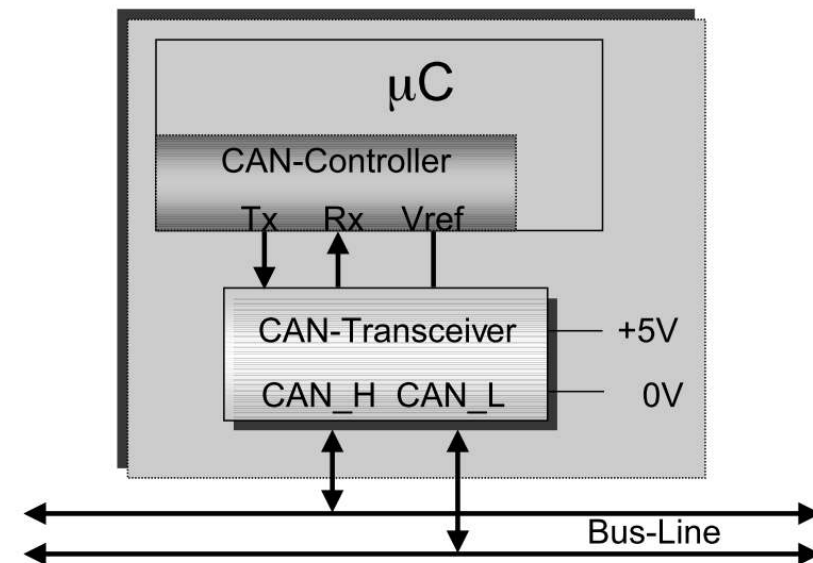 μC
CAN-Controller
Tx Rx Vref
CAN-Transceiver +5V
CAN_H CAN_L 0V
Bus-Line